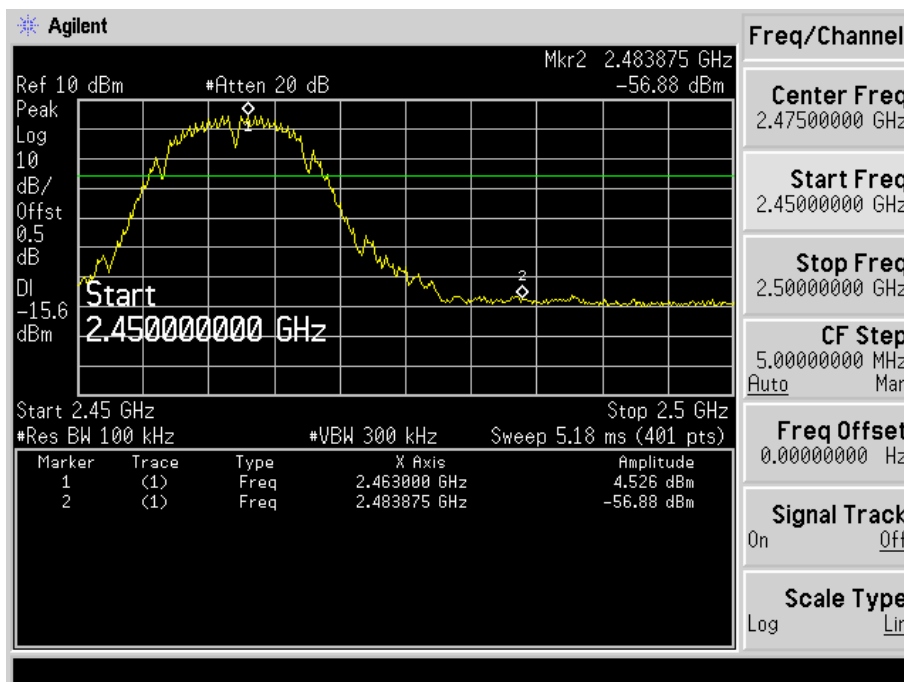 Agilent
Freq/Channel
Mkr2 2.483875 GHz
Ref 10 dBm #Atten 20 dB -56.88 dBm
Peak
Log
10
dB/
Offst
0.5
dB
DI
-15.6
dBm
1
2
Start
2.450000000 GHz
Start 2.45 GHz Stop 2.5 GHz
#Res BW 100 kHz #VBW 300 kHz Sweep 5.18 ms (401 pts)
Marker Trace Type X Axis Amplitude
1 (1) Freq 2.463000 GHz 4.526 dBm
2 (1) Freq 2.483875 GHz -56.88 dBm
Center Freq
2.47500000 GHz
Start Freq
2.45000000 GHz
Stop Freq
2.50000000 GHz
CF Step
5.00000000 MHz
Auto Man
Freq Offset
0.00000000 Hz
Signal Track
On Off
Scale Type
Log Lin